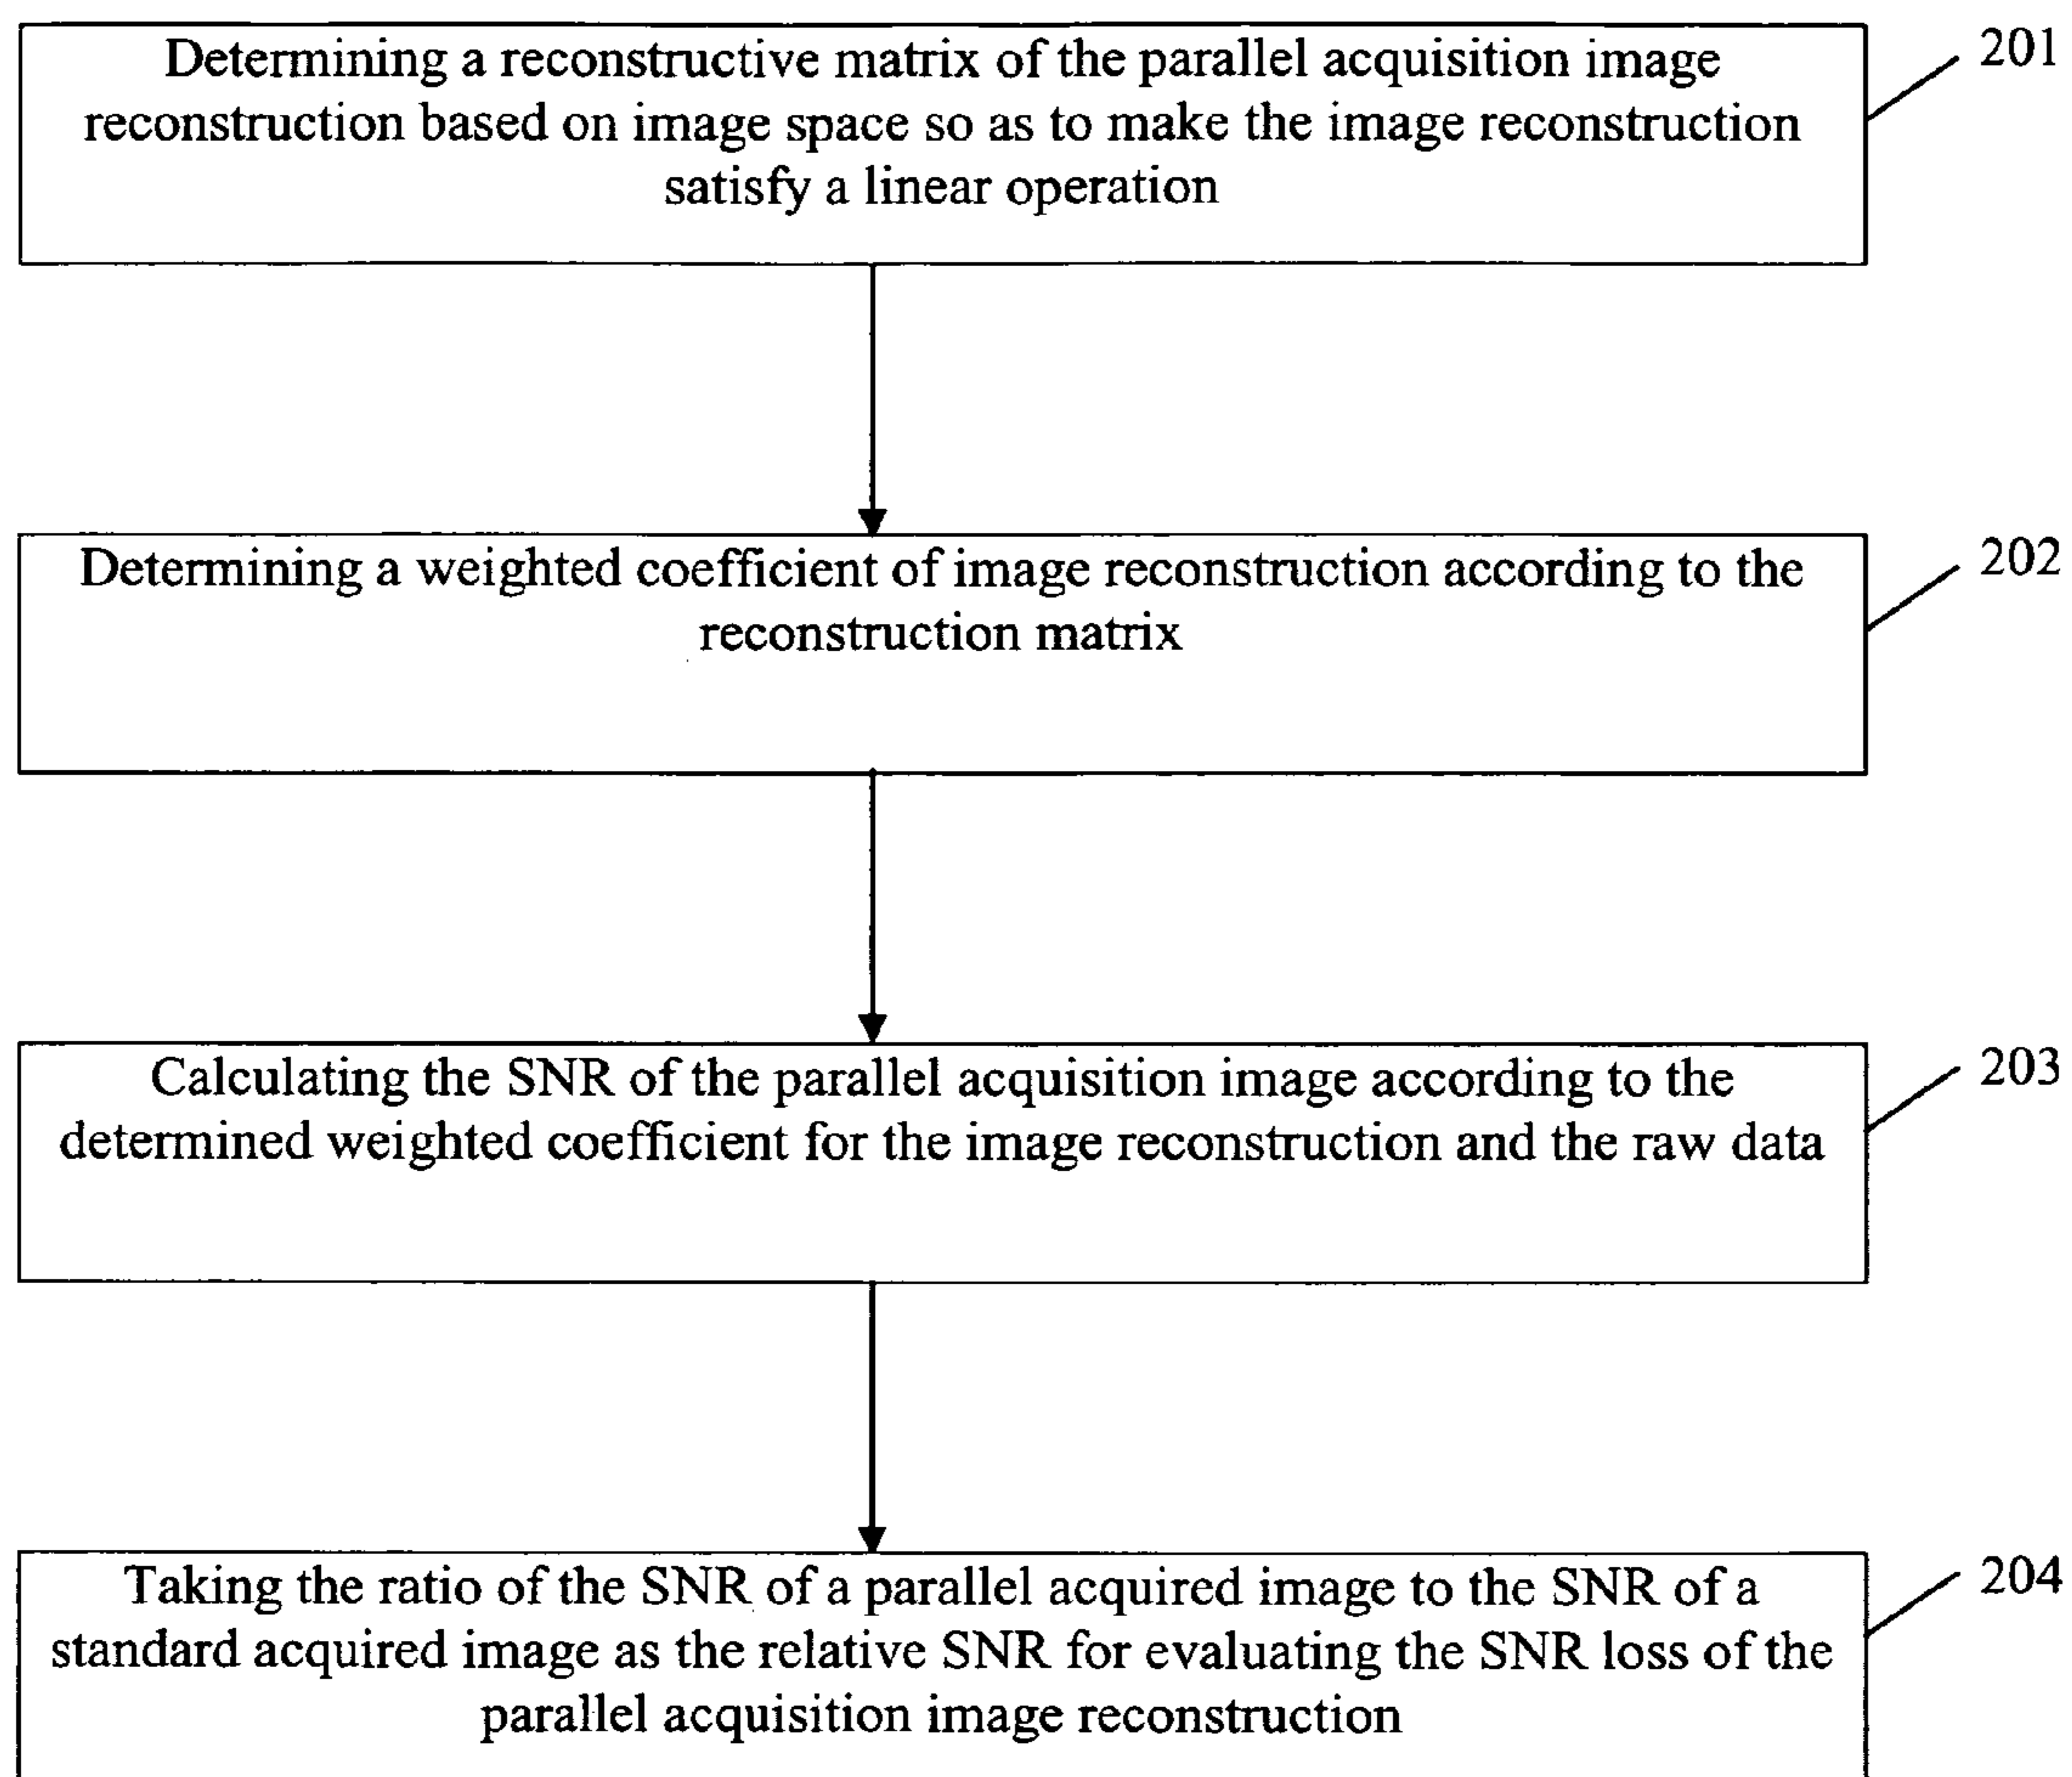 Determining a reconstructive matrix of the parallel acquisition image
reconstruction based on image space so as to make the image reconstruction
satisfy a linear operation
201
Determining a weighted coefficient of image reconstruction according to the
reconstruction matrix
202
Calculating the SNR of the parallel acquisition image according to the
determined weighted coefficient for the image reconstruction and the raw data
203
Taking the ratio of the SNR of a parallel acquired image to the SNR of a
standard acquired image as the relative SNR for evaluating the SNR loss of the
parallel acquisition image reconstruction
204